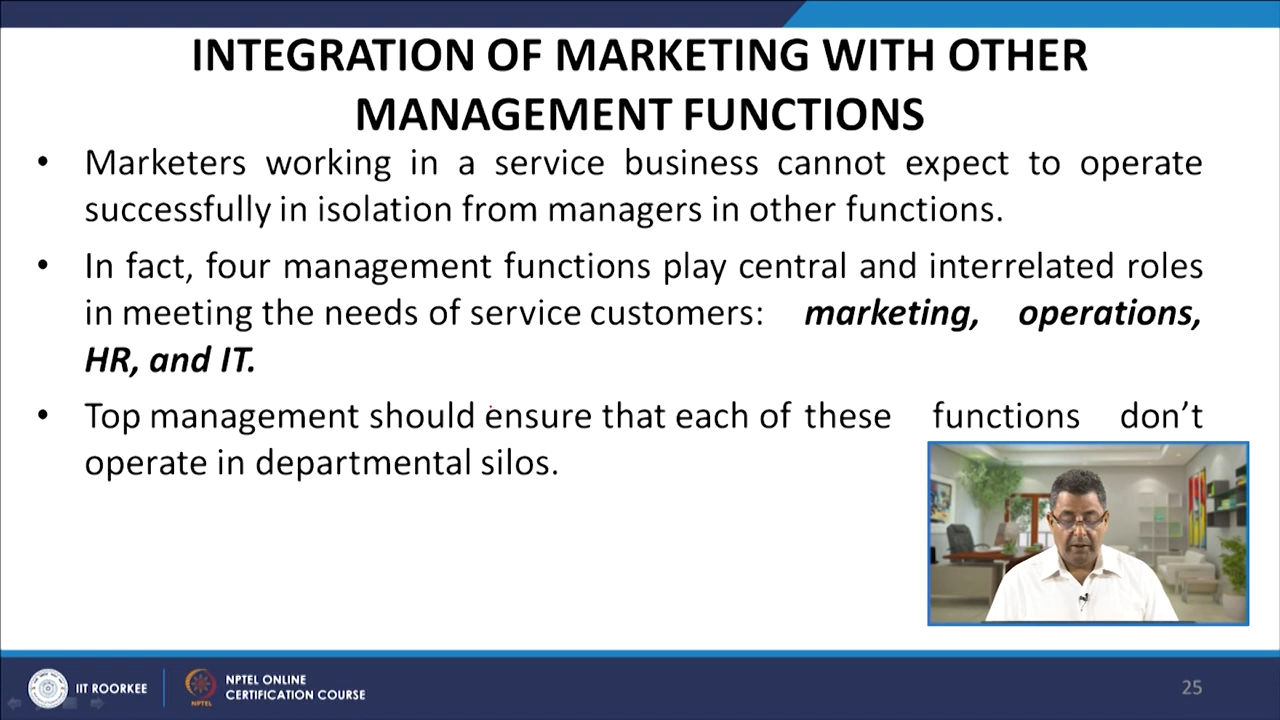 INTEGRATION OF MARKETING WITH OTHER
MANAGEMENT FUNCTIONS
• Marketers working in a service business cannot expect to operate
successfully in isolation from managers in other functions.
• In fact, four management functions play central and interrelated roles
in meeting the needs of service customers: marketing, operations,
HR, and IT.
• Top management should ensure that each of these functions don’t
operate in departmental silos.
IIT ROORKEE
NPTEL
NPTEL ONLINE
CERTIFICATION COURSE
25